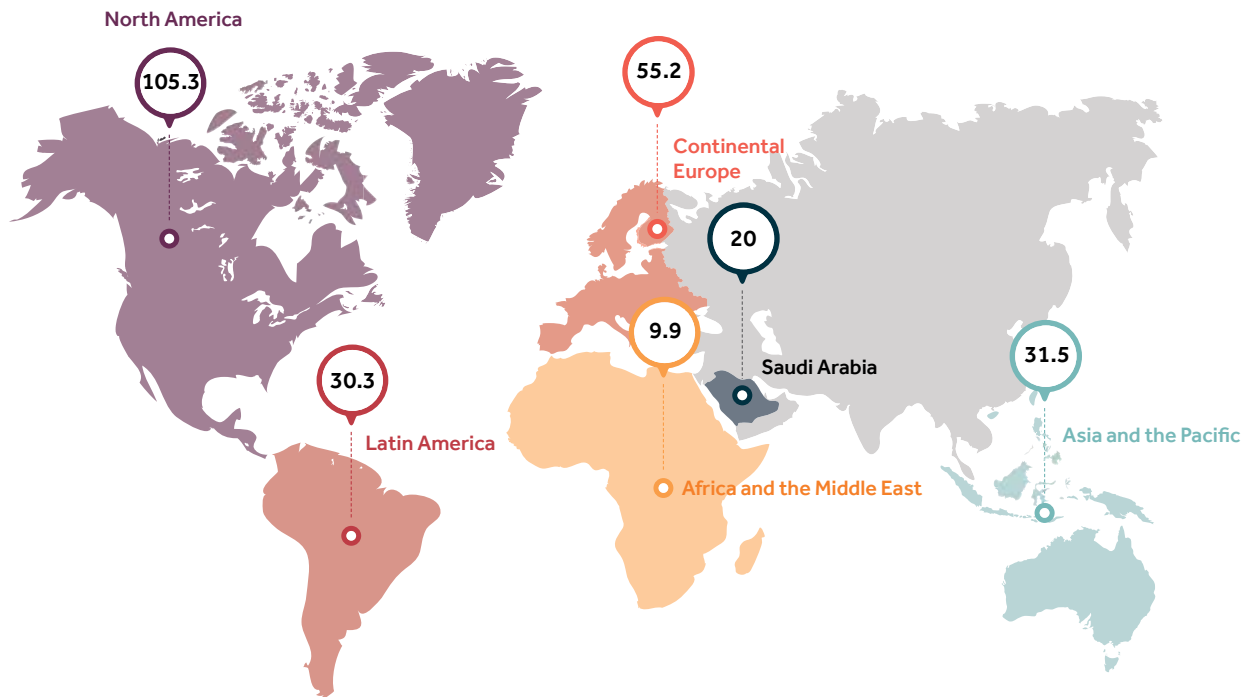 North America
105.3
55.2
Continental
Europe
20
9.9
Saudi Arabia
31.5
30.3
Latin America
Asia and the Pacific
Africa and the Middle East